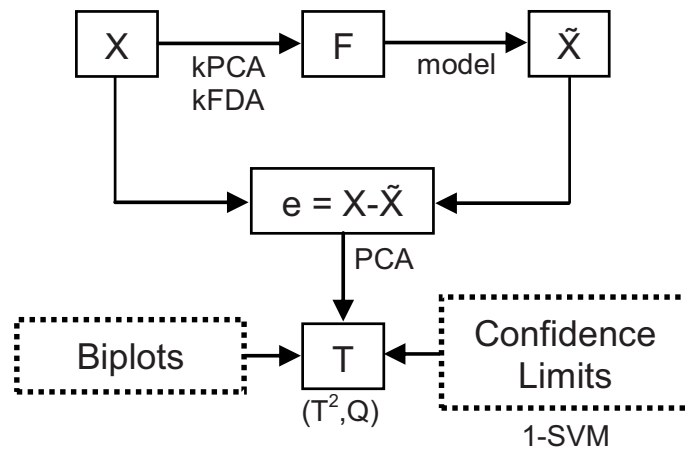 X
F
X̃
kPCA
kFDA
model
e = X-X̃
PCA
Biplots
T
Confidence
Limits
(T²,Q)
1-SVM